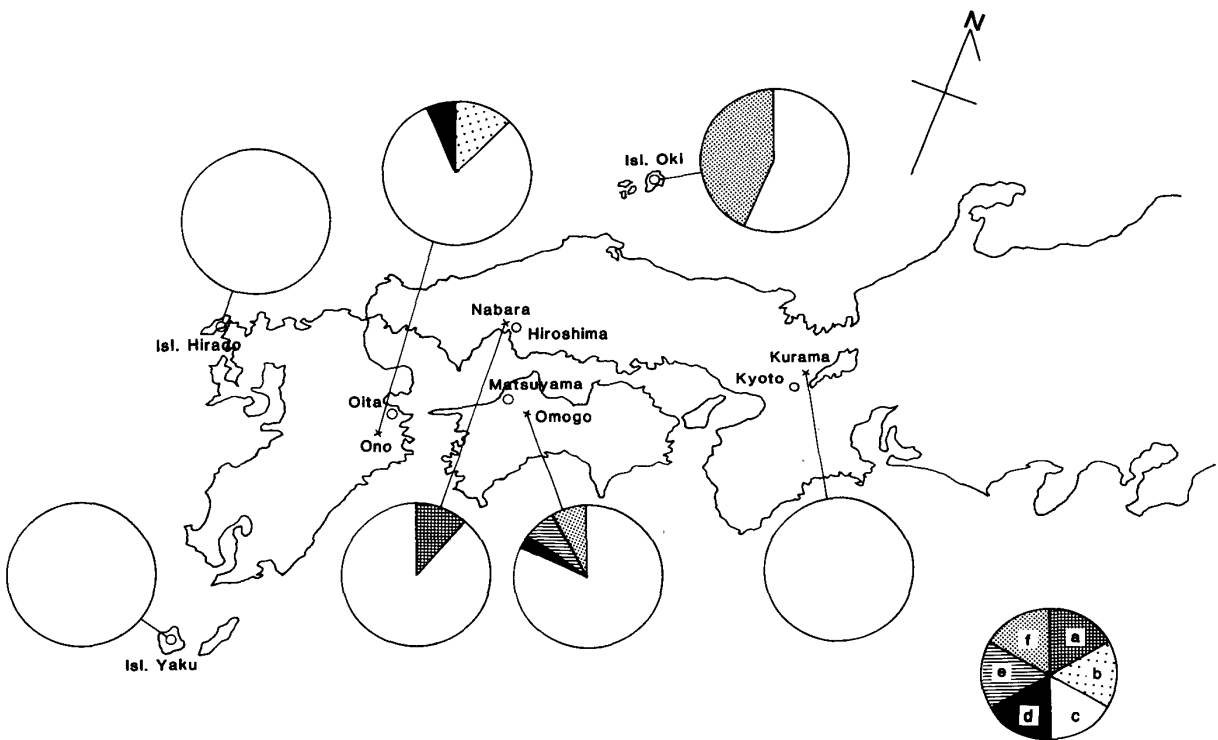 N
Isl. Oki
Nabara
Hiroshima
Isl. Hirado
Kurama
Kyoto
Matsuyama
Oita
Omogo
Ono
Isl. Yaku
f
a
e
b
d
c